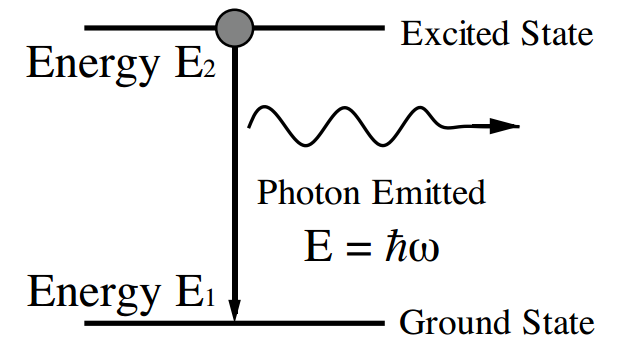 Excited State
Energy E₂
Photon Emitted
E = ℏω
Energy E₁
Ground State